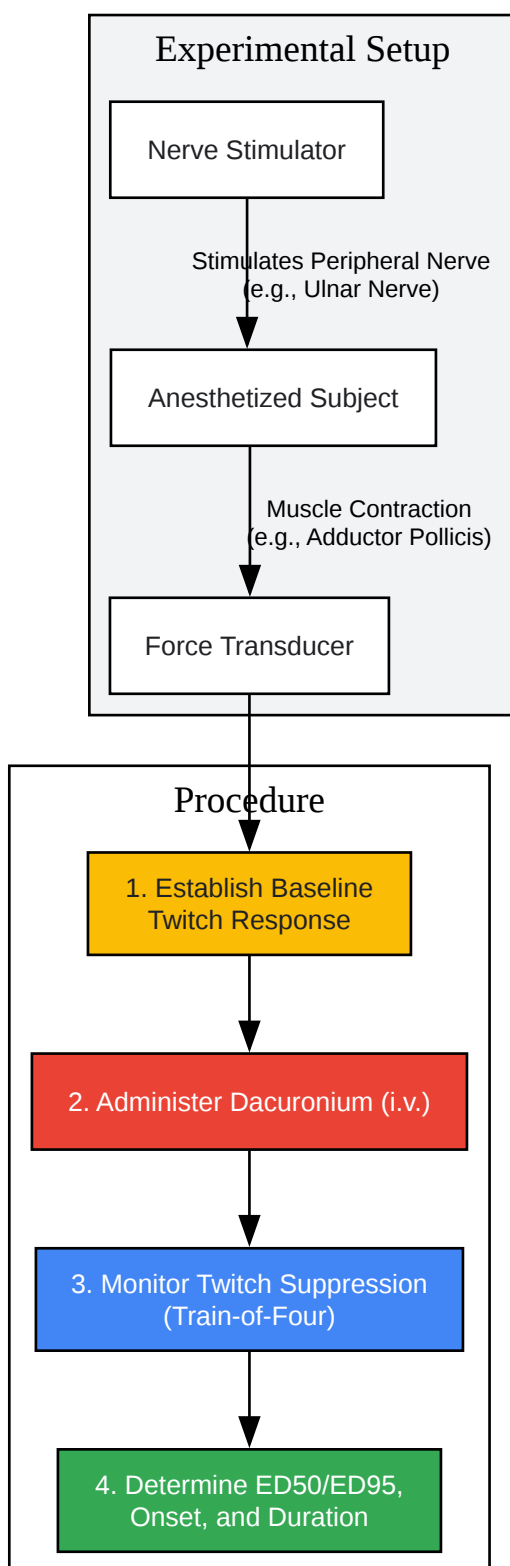 Experimental Setup
Nerve Stimulator
Stimulates Peripheral Nerve
(e.g., Ulnar Nerve)
Anesthetized Subject
Muscle Contraction
(e.g., Adductor Pollicis)
Force Transducer
Procedure
1. Establish Baseline
Twitch Response
2. Administer Dacuronium (i.v.)
3. Monitor Twitch Suppression
(Train-of-Four)
4. Determine ED50/ED95,
Onset, and Duration